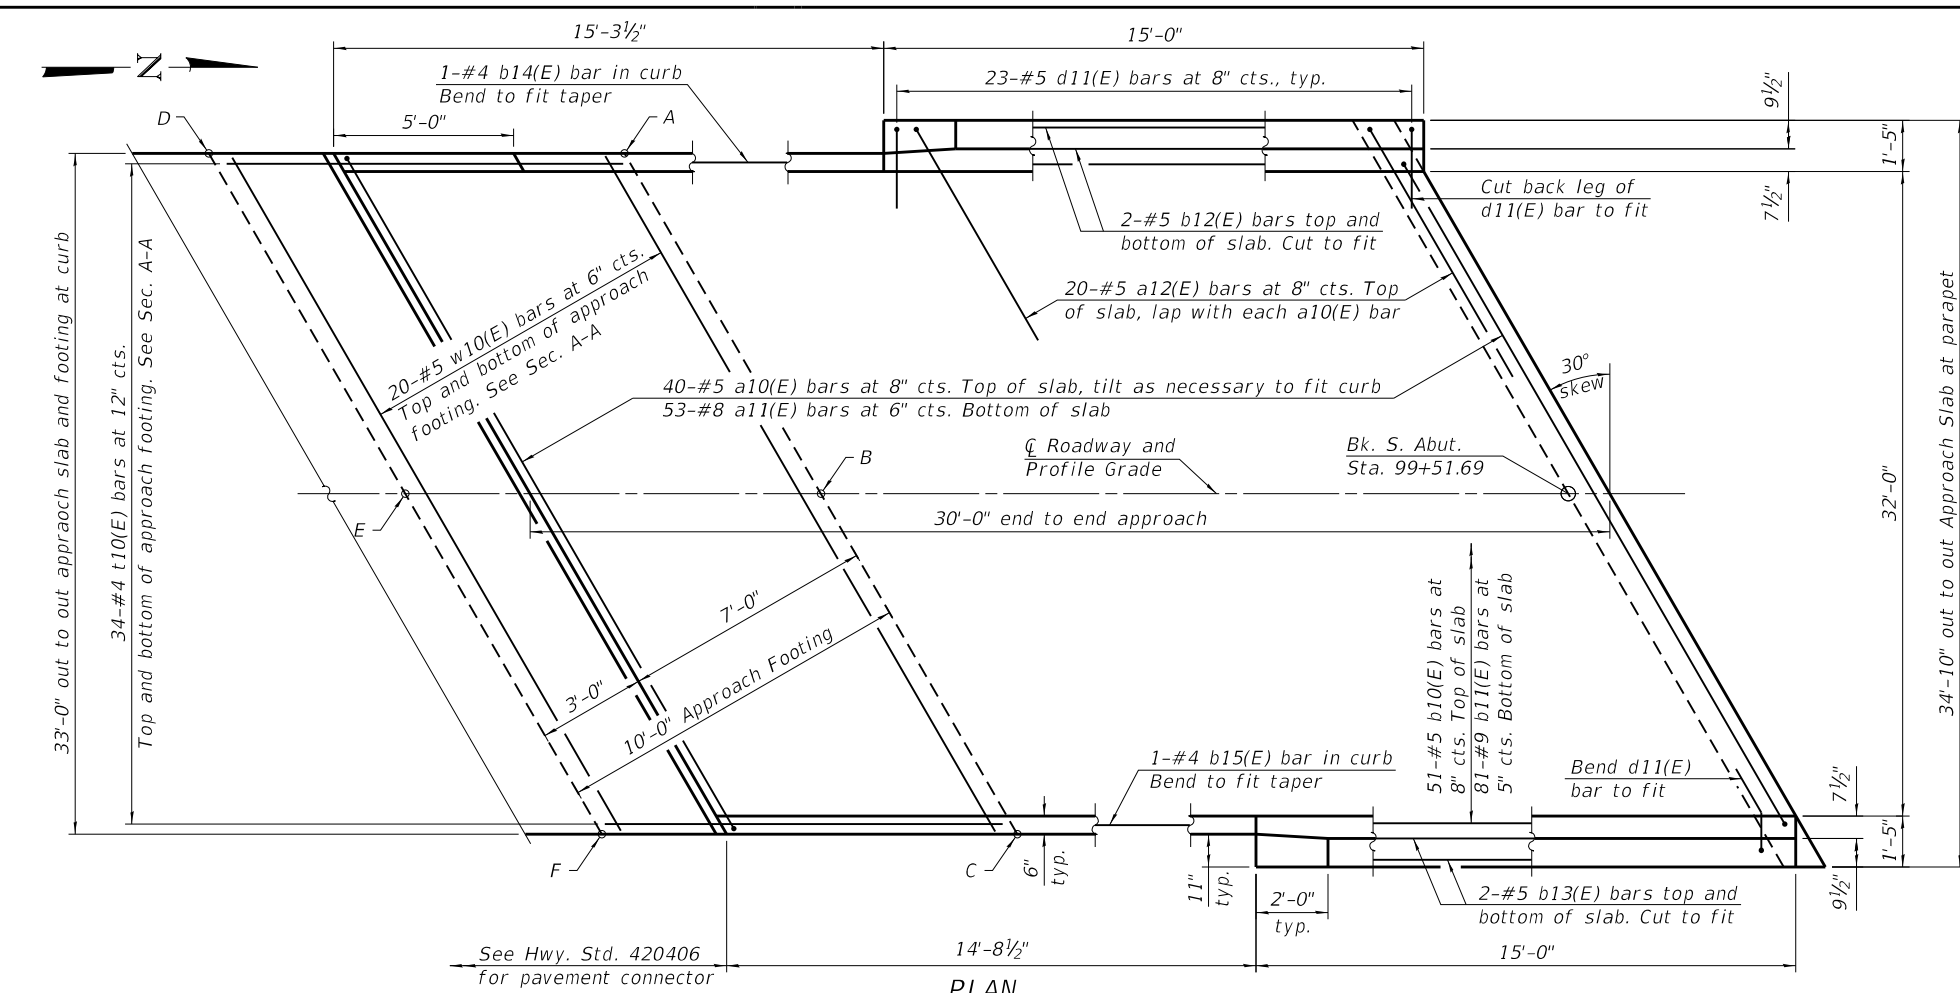 15'-3½"
15'-0"
N
1-#4 b14(E) bar in curb
Bend to fit taper
23-#5 d11(E) bars at 8" cts., typ.
9½"
D
5'-0"
A
1'-5"
7½"
Cut back leg of
d11(E) bar to fit
2-#5 b12(E) bars top and
bottom of slab. Cut to fit
20-#5 a12(E) bars at 8" cts. Top
of slab, lap with each a10(E) bar
33'-0" out to out appraoch slab and footing at curb
34-#4 t10(E) bars at 12" cts.
Top and bottom of approach footing. See Sec. A-A
20-#5 w10(E) bars at 6" cts.
Top and bottom of approach
footing. See Sec. A-A
40-#5 a10(E) bars at 8" cts. Top of slab, tilt as necessary to fit curb
53-#8 a11(E) bars at 6" cts. Bottom of slab
30°
skew
℄ Roadway and
Profile Grade
Bk. S. Abut.
Sta. 99+51.69
B
E
30'-0" end to end approach
32'-0"
34'-10" out to out Approach Slab at parapet
7'-0"
3'-0"
10'-0" Approach Footing
51-#5 b10(E) bars at
8" cts. Top of slab
81-#9 b11(E) bars at
5" cts. Bottom of slab
1-#4 b15(E) bar in curb
Bend to fit taper
Bend d11(E)
bar to fit
7½"
1'-5"
9½"
F
C
6"
typ.
11"
typ.
2'-0"
typ.
2-#5 b13(E) bars top and
bottom of slab. Cut to fit
See Hwy. Std. 420406
for pavement connector
14'-8½"
15'-0"
PLAN